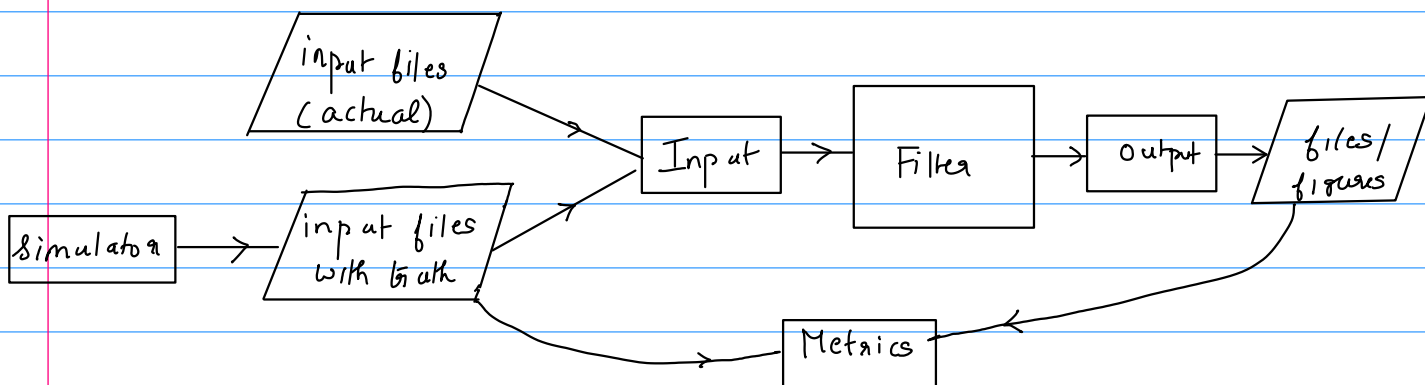 input files
(actual)
Input
Filter
output
files/
figures
simulator
input files
with truth
Metrics